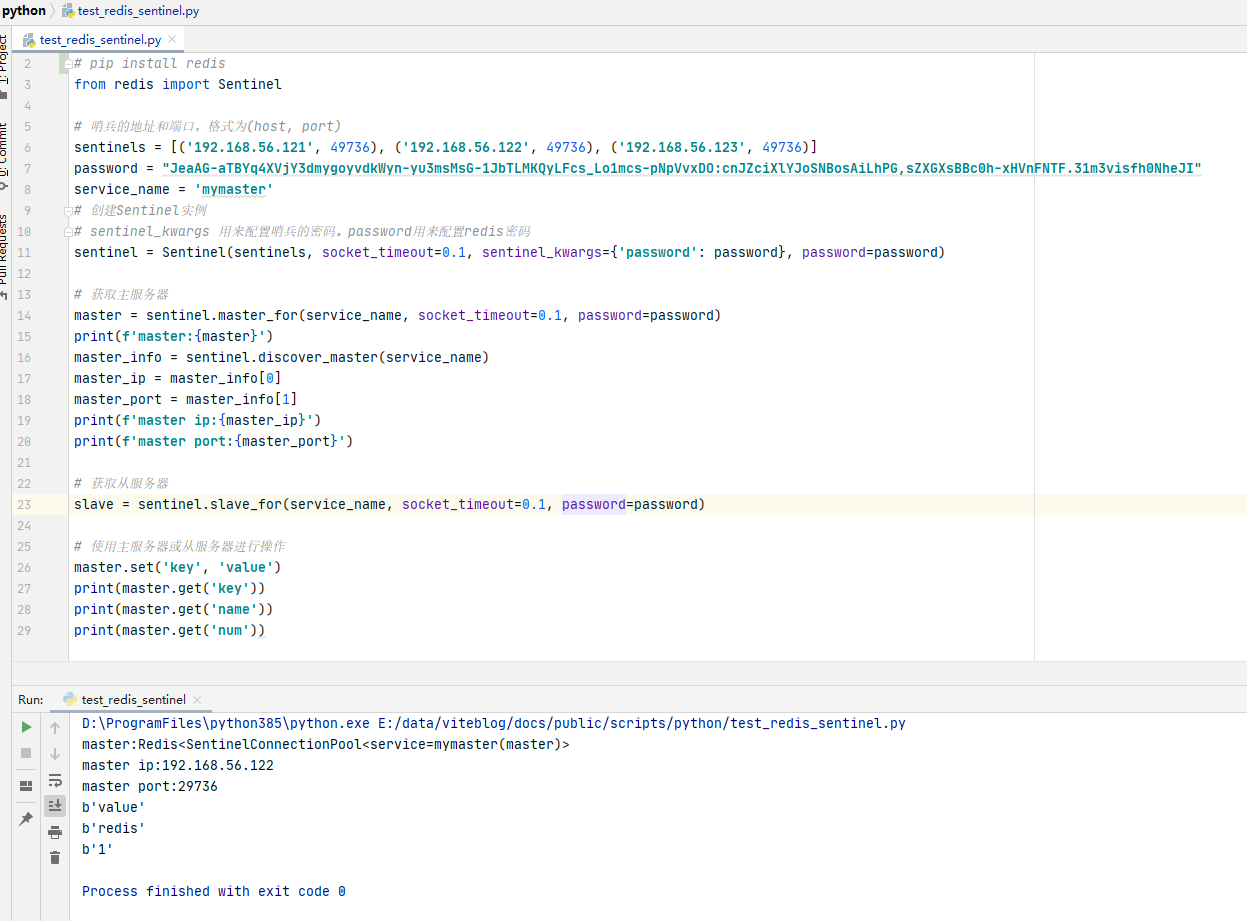 python
test_redis_sentinel.py
test_redis_sentinel.py
1: Project
0: Commit
Pull Requests
2 # pip install redis
3 from redis import Sentinel
4
5 # 哨兵的地址和端口，格式为(host, port)
6 sentinels = [('192.168.56.121', 49736), ('192.168.56.122', 49736), ('192.168.56.123', 49736)]
7 password = "JeaAG-aTBYq4XVjY3dmygoyvdkWyn-yu3msMsG-1JbTLMKQyLFcs_Lo1mcs-pNpVvxDO:cnJZciXlYJoSNBosAiLhPG,sZXGXsBBc0h-xHVnFNTF.31m3visfh0NheJI"
8 service_name = 'mymaster'
9 # 创建Sentinel实例
10 # sentinel_kwargs 用来配置哨兵的密码。password用来配置redis密码
11 sentinel = Sentinel(sentinels, socket_timeout=0.1, sentinel_kwargs={'password': password}, password=password)
12
13 # 获取主服务器
14 master = sentinel.master_for(service_name, socket_timeout=0.1, password=password)
15 print(f'master:{master}')
16 master_info = sentinel.discover_master(service_name)
17 master_ip = master_info[0]
18 master_port = master_info[1]
19 print(f'master ip:{master_ip}')
20 print(f'master port:{master_port}')
21
22 # 获取从服务器
23 slave = sentinel.slave_for(service_name, socket_timeout=0.1, password=password)
24
25 # 使用主服务器或从服务器进行操作
26 master.set('key', 'value')
27 print(master.get('key'))
28 print(master.get('name'))
29 print(master.get('num'))
Run: test_redis_sentinel
D:\ProgramFiles\python385\python.exe E:/data/viteblog/docs/public/scripts/python/test_redis_sentinel.py
master:Redis<SentinelConnectionPool<service=mymaster(master)>
master ip:192.168.56.122
master port:29736
b'value'
b'redis'
b'1'
Process finished with exit code 0